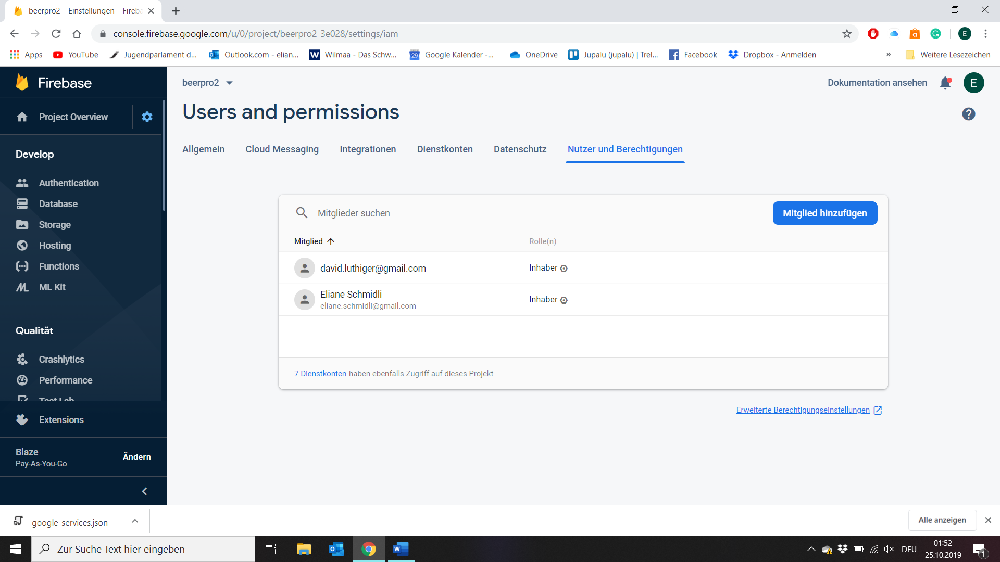 beerpro2 – Einstellungen – Fireba
console.firebase.google.com/u/0/project/beerpro2-3e028/settings/iam
E
Apps
YouTube
Jugendparlament d...
Outlook.com - elian...
W
Wilmaa - Das Schw...
29
Google Kalender -...
OneDrive
Jupalu (jupalu) | Trel...
Facebook
Dropbox - Anmelden
»
Weitere Lesezeichen
Firebase
beerpro2
Dokumentation ansehen
E
Project Overview
Users and permissions
?
Develop
Allgemein
Cloud Messaging
Integrationen
Dienstkonten
Datenschutz
Nutzer und Berechtigungen
Authentication
Database
Storage
Hosting
Functions
ML Kit
Mitglieder suchen
Mitglied hinzufügen
Mitglied
Rolle(n)
david.luthiger@gmail.com
Inhaber
Eliane Schmidli
eliane.schmidli@gmail.com
Inhaber
7 Dienstkonten haben ebenfalls Zugriff auf dieses Projekt
Erweiterte Berechtigungseinstellungen
Qualität
Crashlytics
Performance
Test Lab
Extensions
Blaze
Pay-As-You-Go
Ändern
google-services.json
Alle anzeigen
Zur Suche Text hier eingeben
DEU
01:52
25.10.2019
1